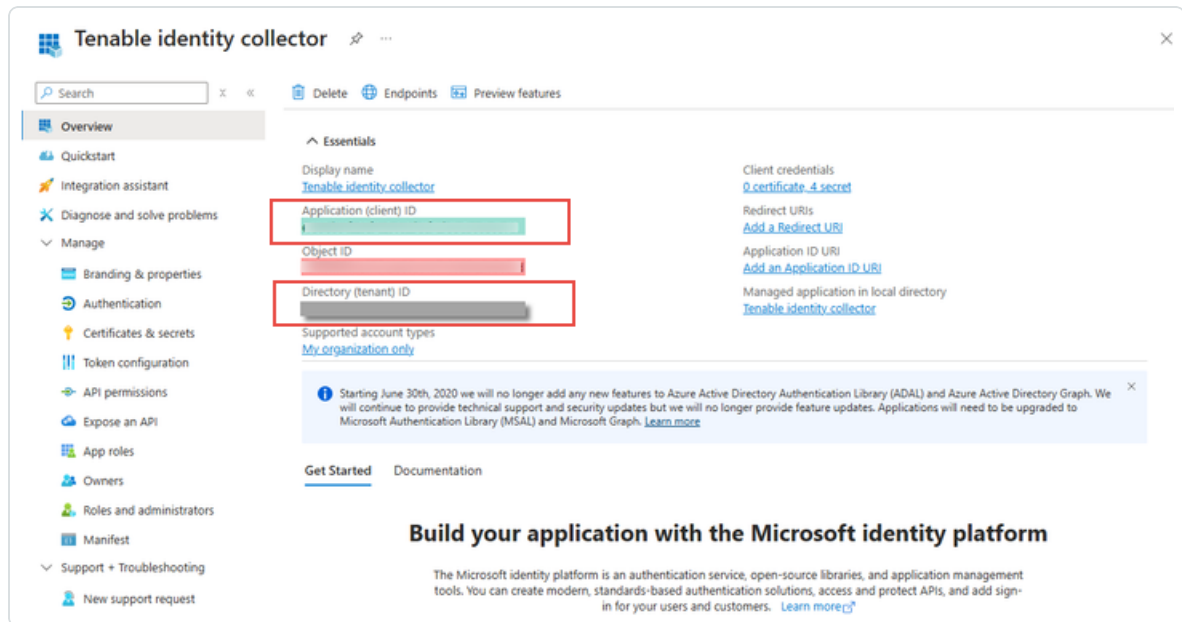 Tenable identity collector
Search
Delete
Endpoints
Preview features
Overview
Quickstart
Integration assistant
Diagnose and solve problems
Manage
Branding & properties
Authentication
Certificates & secrets
Token configuration
API permissions
Expose an API
App roles
Owners
Roles and administrators
Manifest
Support + Troubleshooting
New support request
Essentials
Display name
Tenable identity collector
Application (client) ID
Object ID
Directory (tenant) ID
Supported account types
My organization only
Client credentials
0 certificate, 4 secret
Redirect URIs
Add a Redirect URI
Application ID URI
Add an Application ID URI
Managed application in local directory
Tenable identity collector
Starting June 30th, 2020 we will no longer add any new features to Azure Active Directory Authentication Library (ADAL) and Azure Active Directory Graph. We
will continue to provide technical support and security updates but we will no longer provide feature updates. Applications will need to be upgraded to
Microsoft Authentication Library (MSAL) and Microsoft Graph. Learn more
Get Started
Documentation
Build your application with the Microsoft identity platform
The Microsoft identity platform is an authentication service, open-source libraries, and application management
tools. You can create modern, standards-based authentication solutions, access and protect APIs, and add sign-
in for your users and customers. Learn more